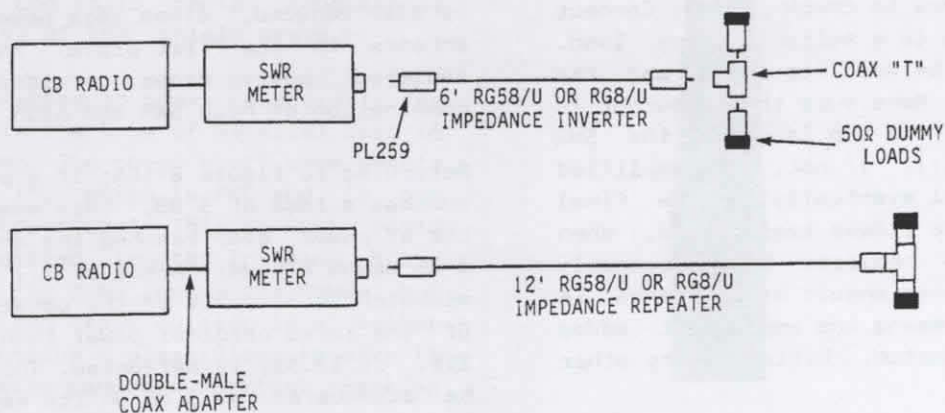 CB RADIO
SWR
METER
PL259
6' RG58/U OR RG8/U
IMPEDANCE INVERTER
COAX "T"
50Ω DUMMY
LOADS
CB RADIO
SWR
METER
12' RG58/U OR RG8/U
IMPEDANCE REPEATER
DOUBLE-MALE
COAX ADAPTER